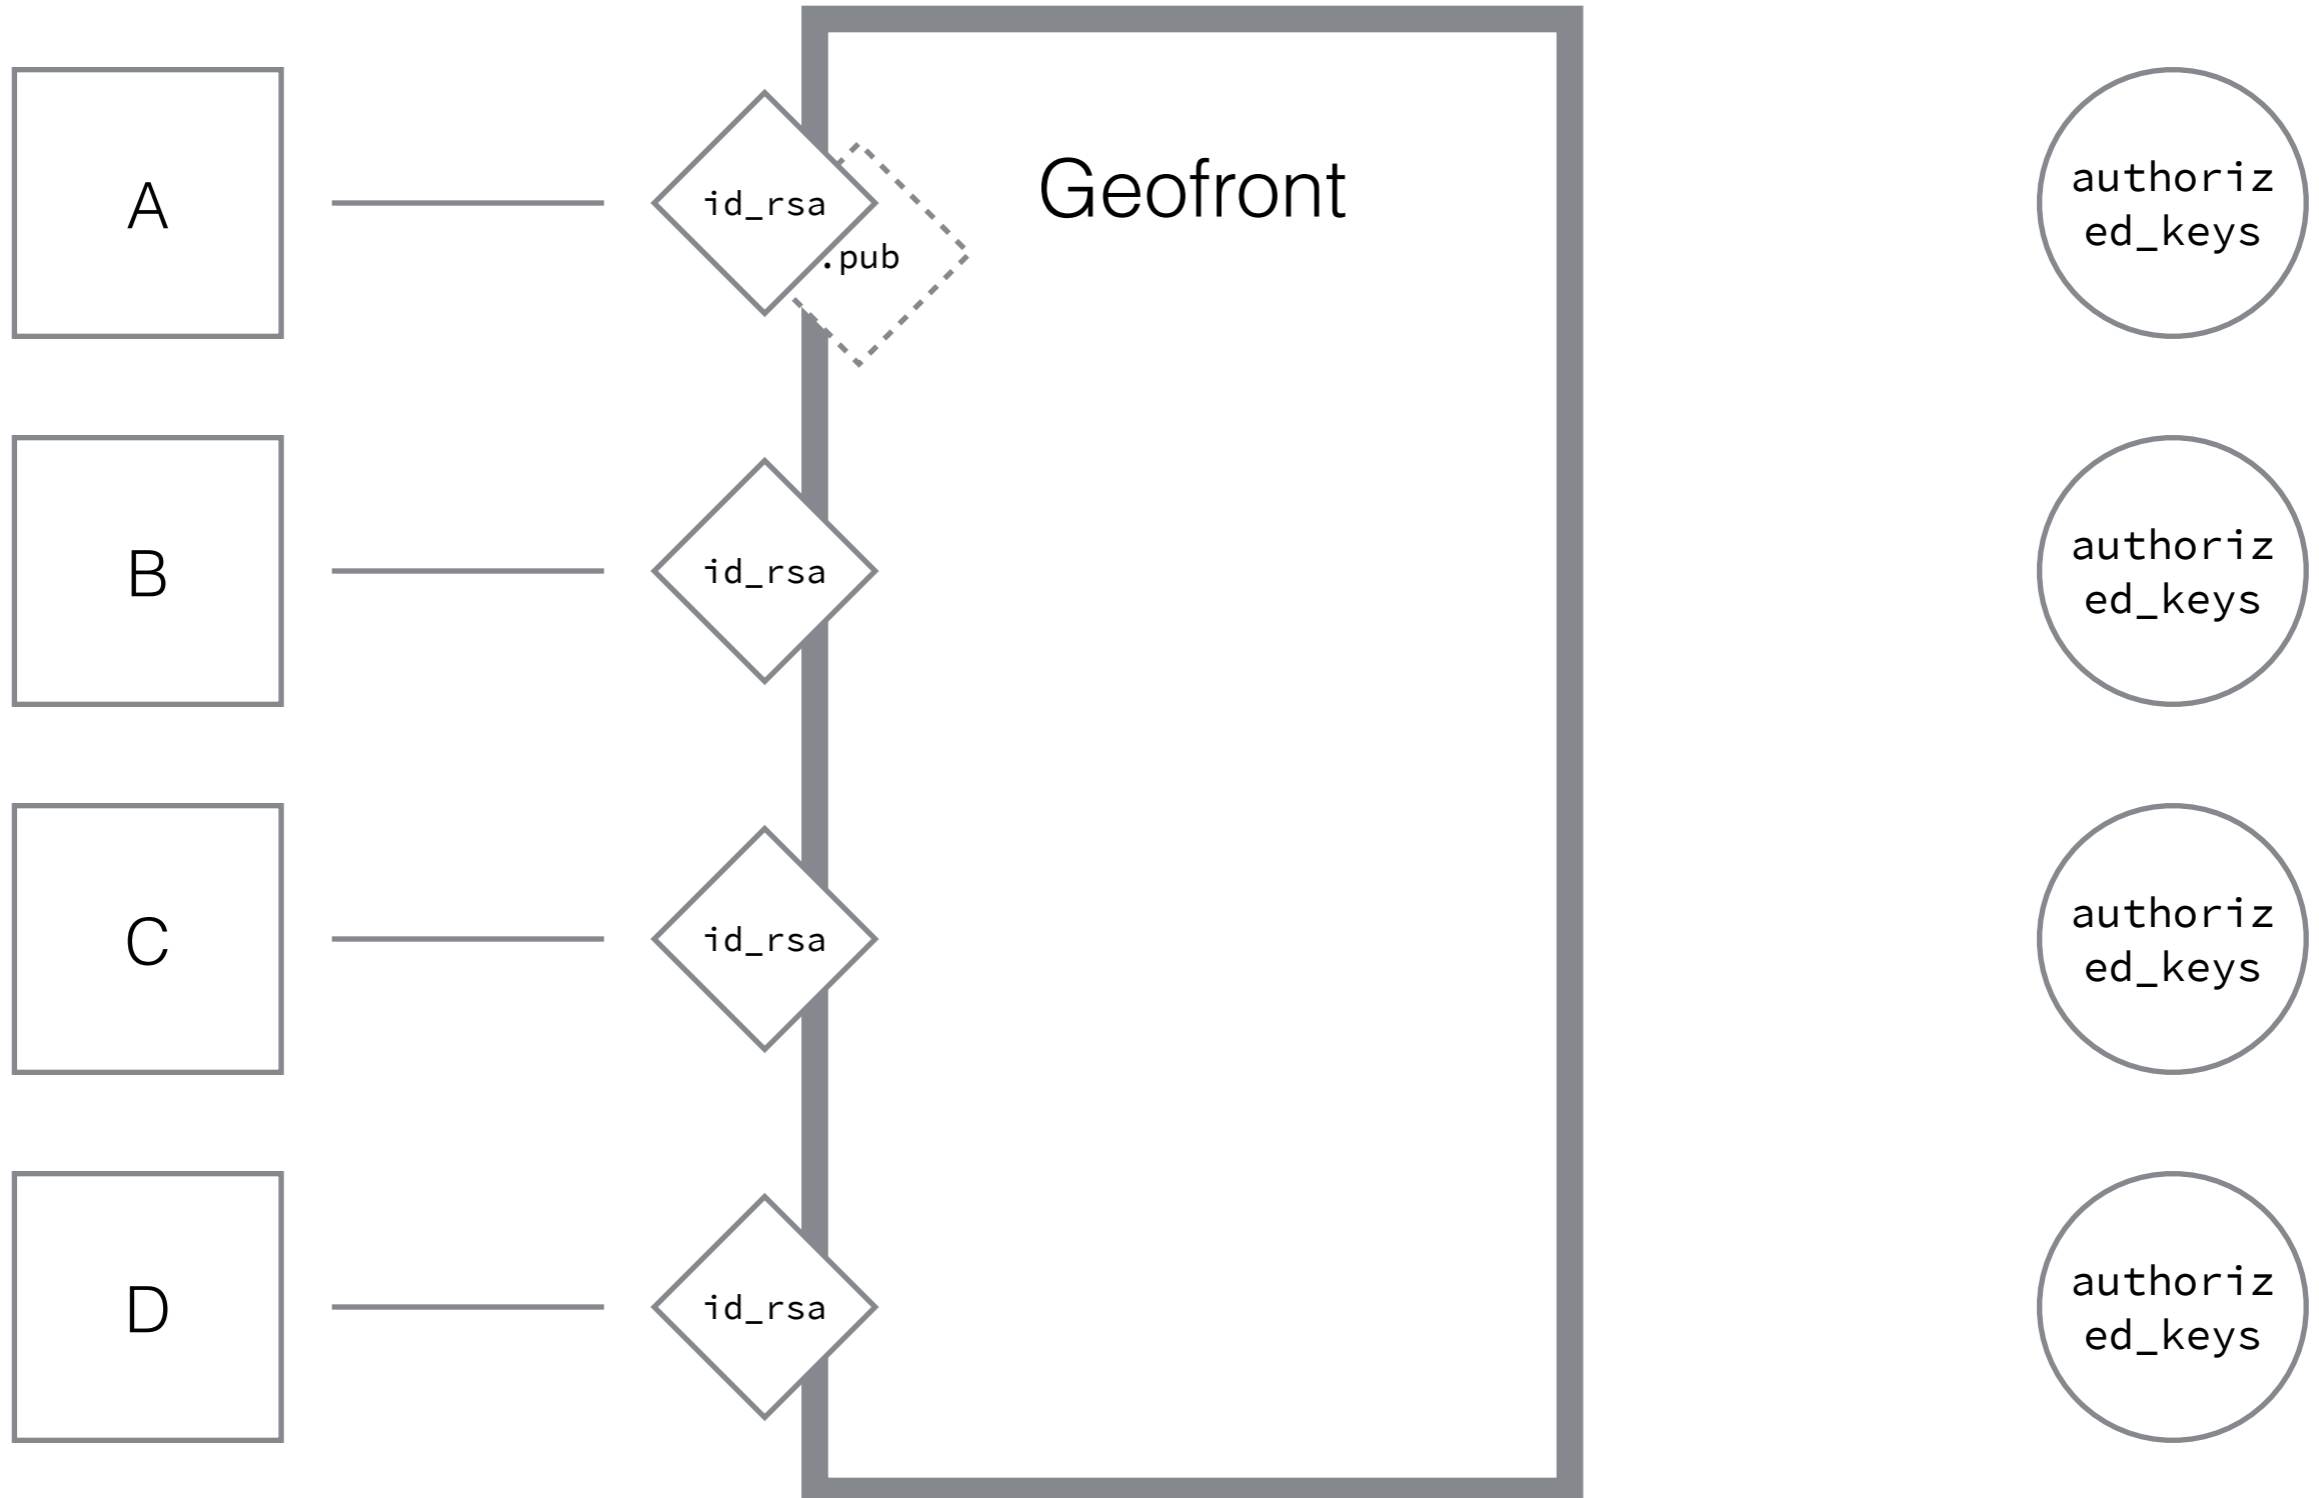 A
id_rsa
.pub
Geofront
authoriz
ed_keys
B
id_rsa
authoriz
ed_keys
C
id_rsa
authoriz
ed_keys
D
id_rsa
authoriz
ed_keys